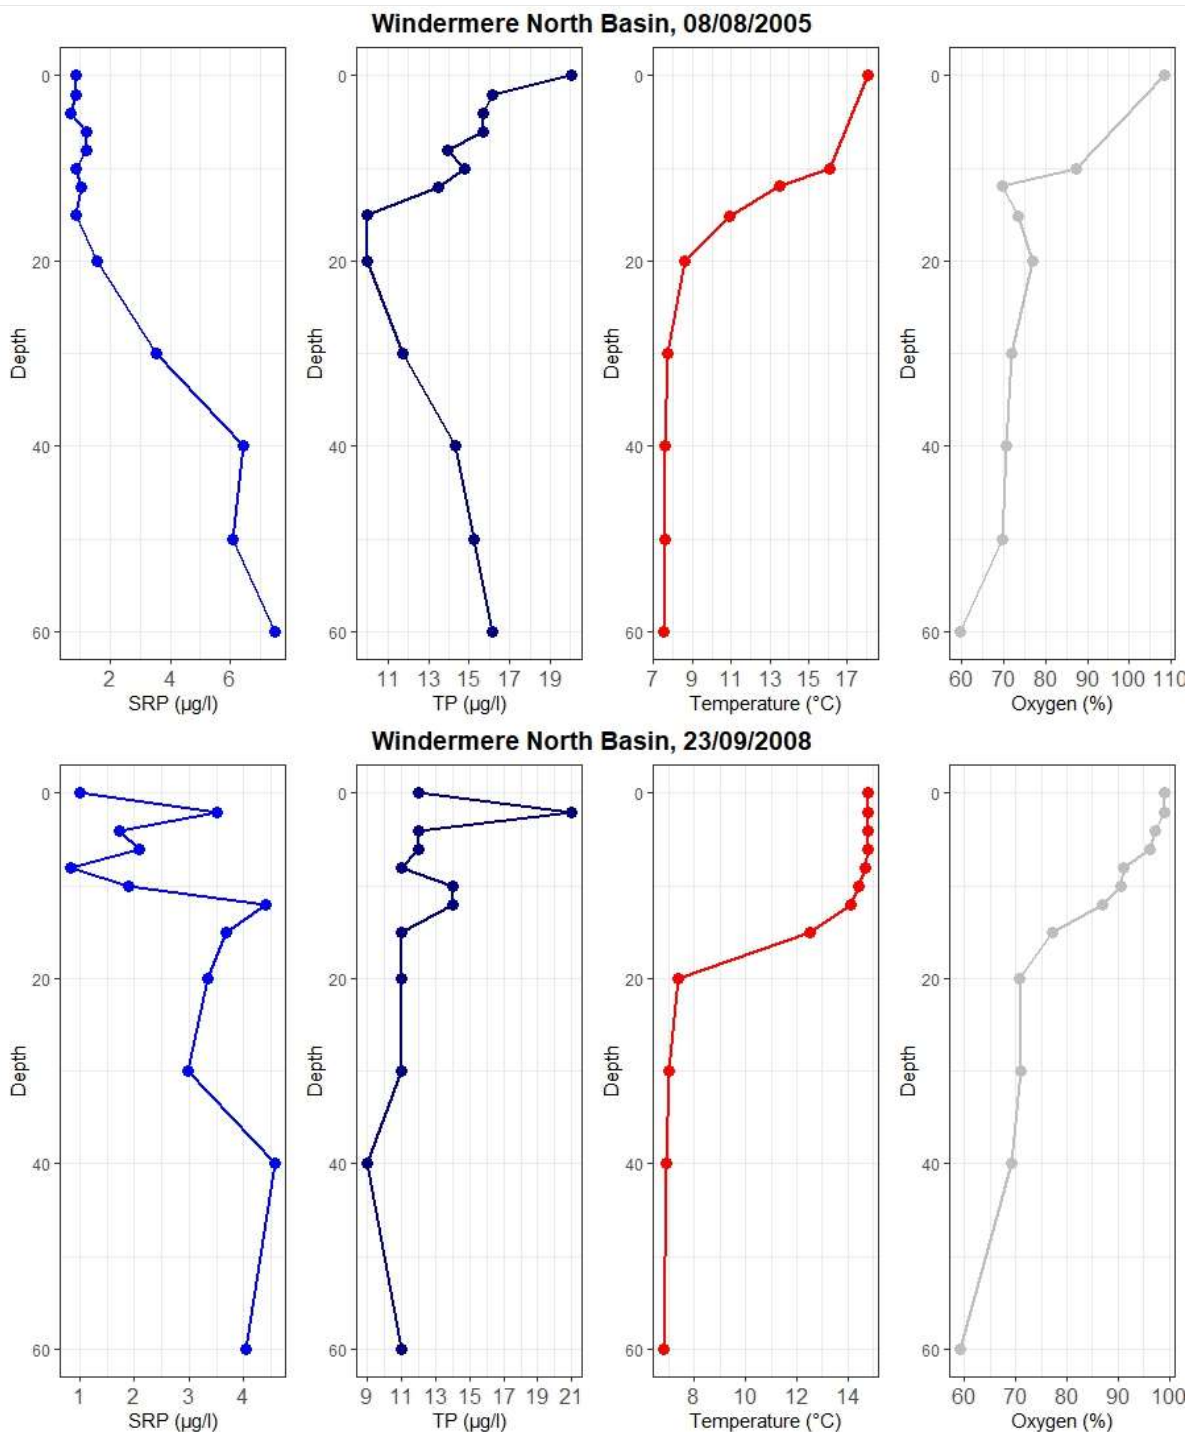 Windermere North Basin, 08/08/2005
0
20
40
60
Depth
2 4 6
SRP (µg/l)
0
20
40
60
Depth
11 13 15 17 19
TP (µg/l)
0
20
40
60
Depth
7 9 11 13 15 17
Temperature (°C)
0
20
40
60
Depth
60 70 80 90 100 110
Oxygen (%)
Windermere North Basin, 23/09/2008
0
20
40
60
Depth
1 2 3 4
SRP (µg/l)
0
20
40
60
Depth
9 11 13 15 17 19 21
TP (µg/l)
0
20
40
60
Depth
8 10 12 14
Temperature (°C)
0
20
40
60
Depth
60 70 80 90 100
Oxygen (%)